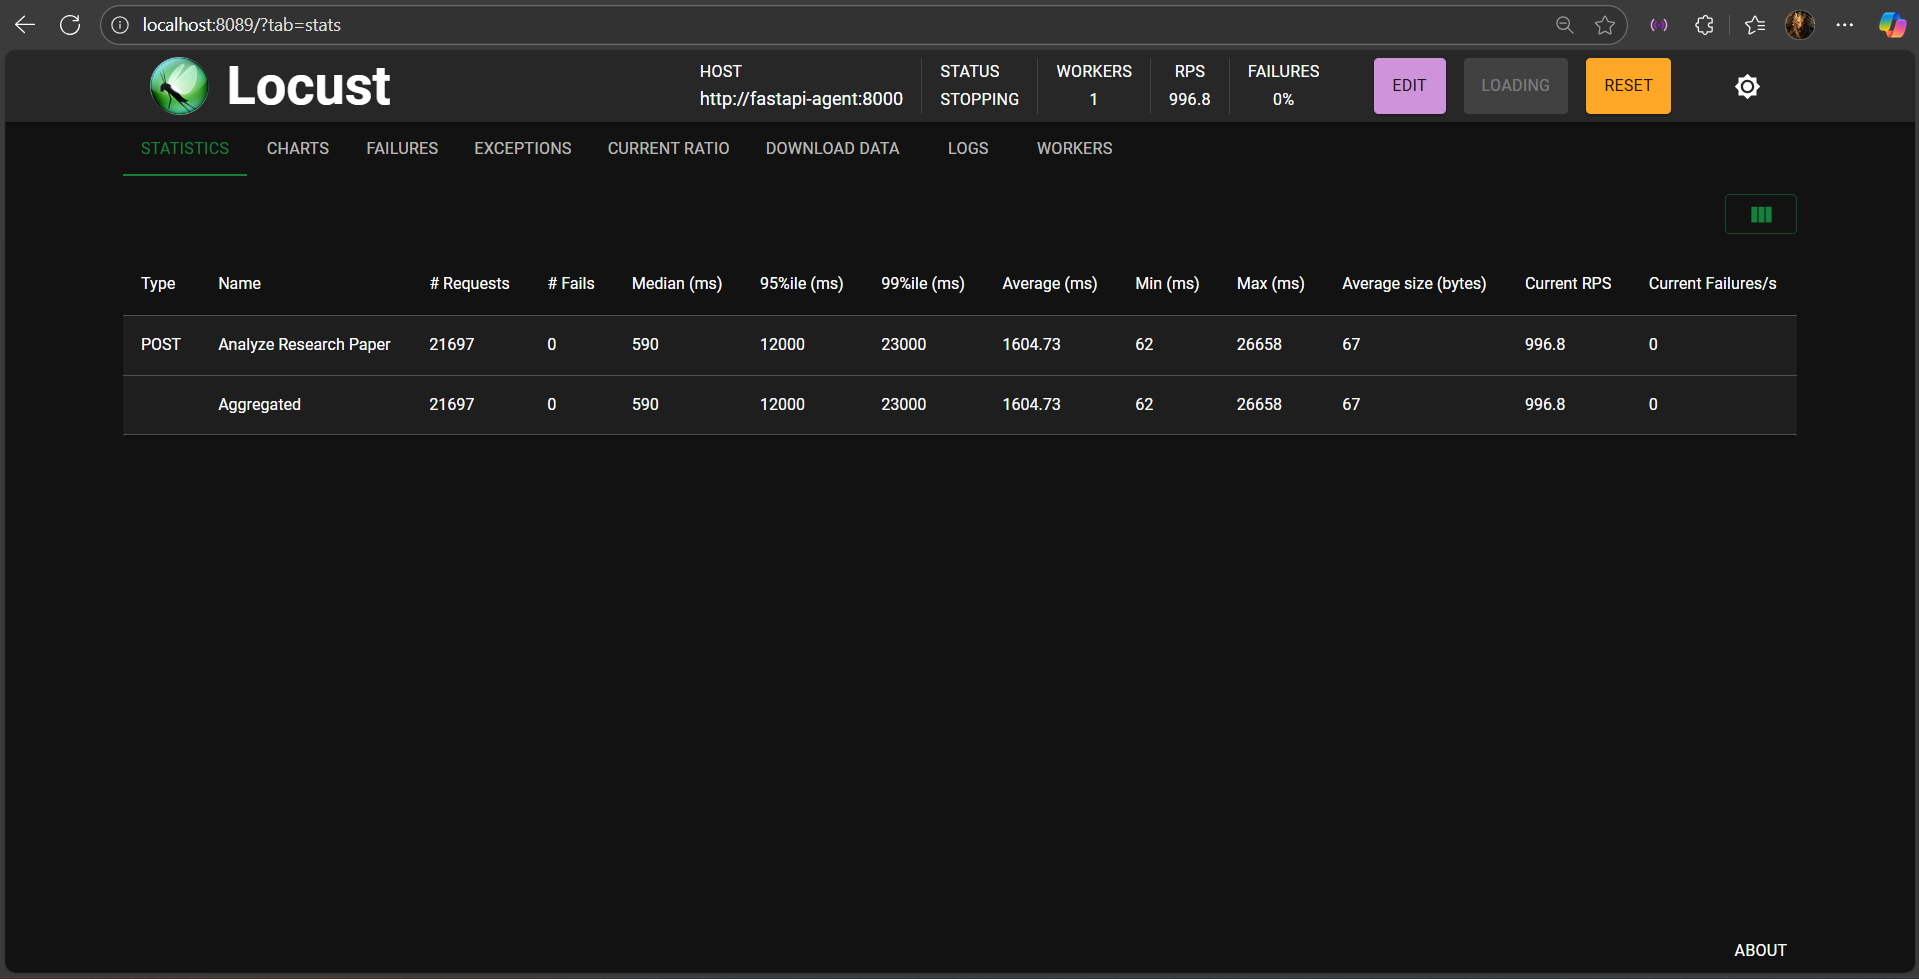 localhost:8089/?tab=stats
Locust
HOST
http://fastapi-agent:8000
STATUS
STOPPING
WORKERS
1
RPS
996.8
FAILURES
0%
EDIT
LOADING
RESET
STATISTICS CHARTS FAILURES EXCEPTIONS CURRENT RATIO DOWNLOAD DATA LOGS WORKERS
Type Name # Requests # Fails Median (ms) 95%ile (ms) 99%ile (ms) Average (ms) Min (ms) Max (ms) Average size (bytes) Current RPS Current Failures/s
POST Analyze Research Paper 21697 0 590 12000 23000 1604.73 62 26658 67 996.8 0
Aggregated 21697 0 590 12000 23000 1604.73 62 26658 67 996.8 0
ABOUT